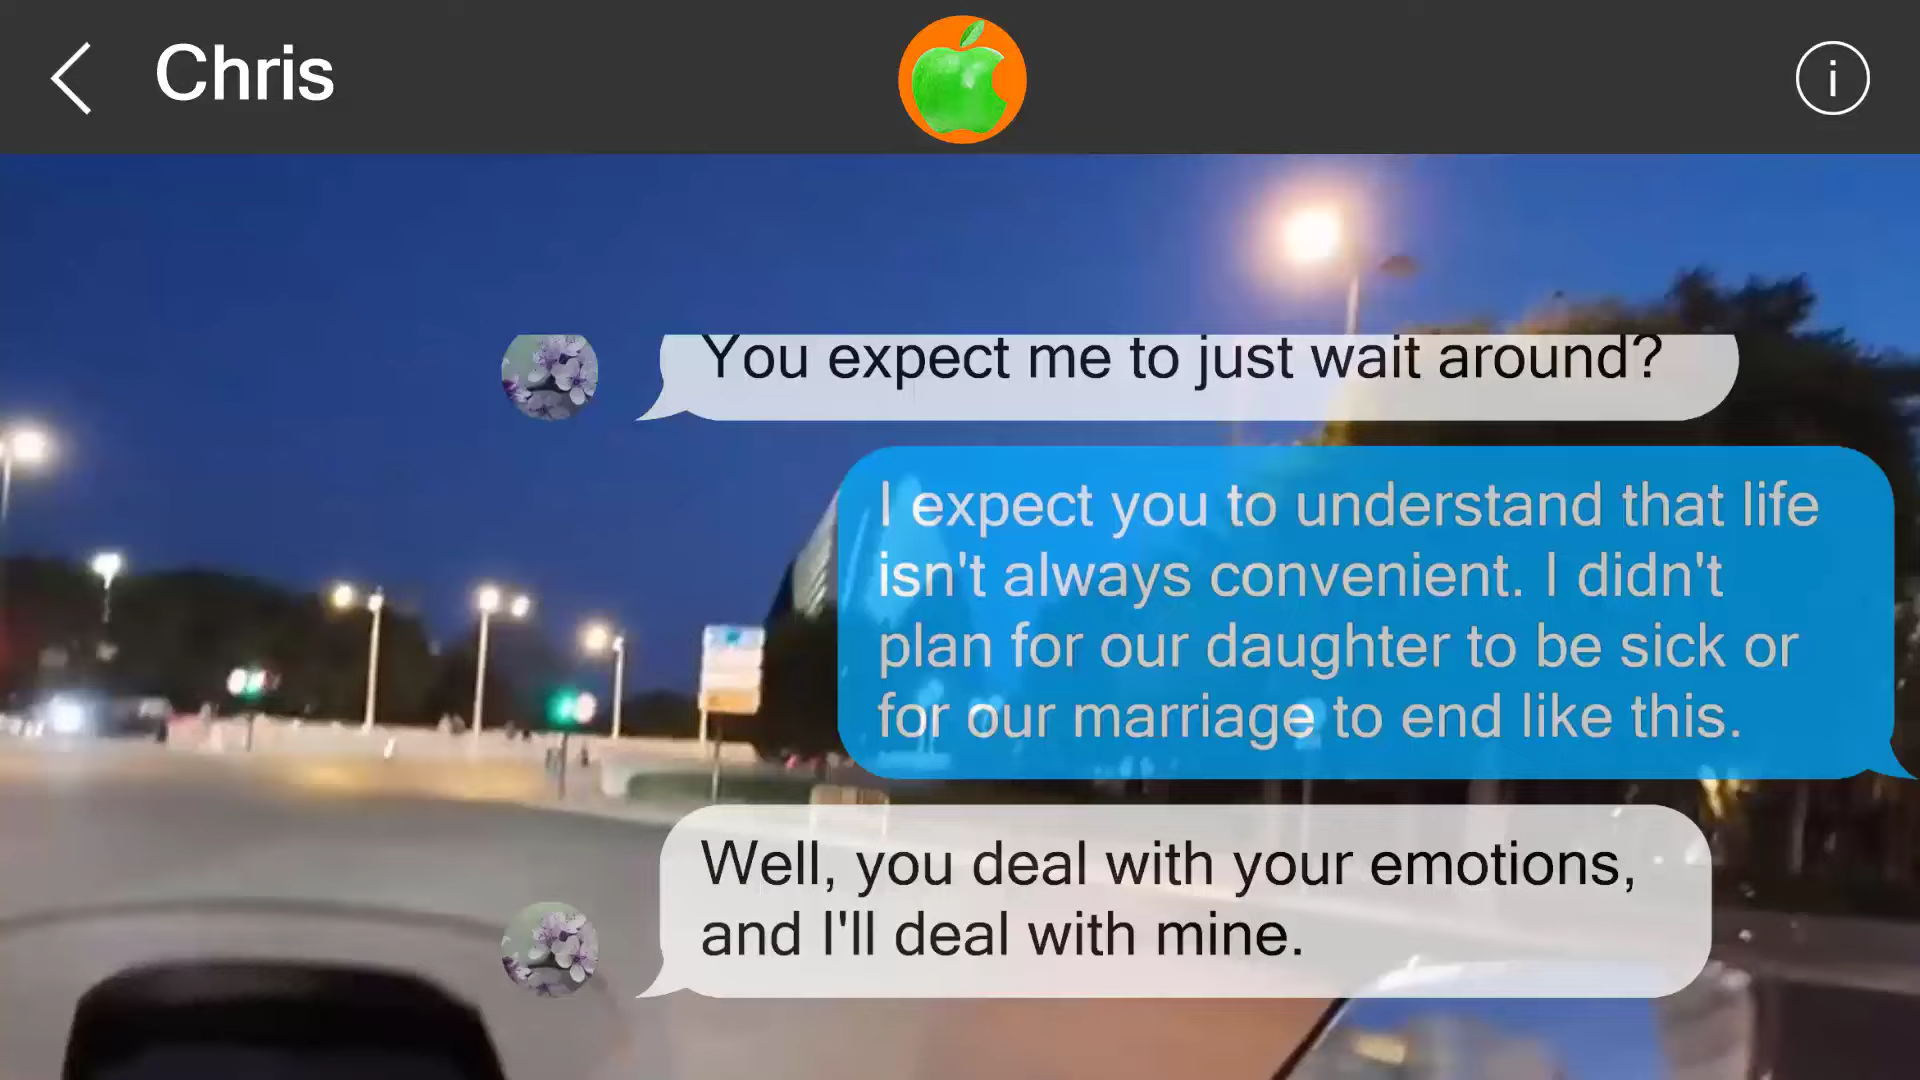 Chris
i
You expect me to just wait around?
I expect you to understand that life
isn't always convenient. I didn't
plan for our daughter to be sick or
for our marriage to end like this.
Well, you deal with your emotions,
and I'll deal with mine.